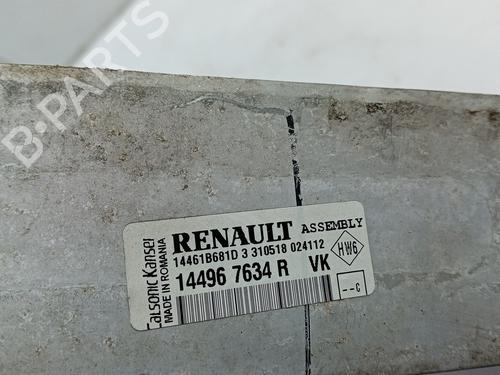 B-PARTS
RENAULT ASSEMBLY
14461B681D 3 310518 024112
14496 7634 R VK
HW6
--C
Calsonic Kansei
MADE IN ROMANIA